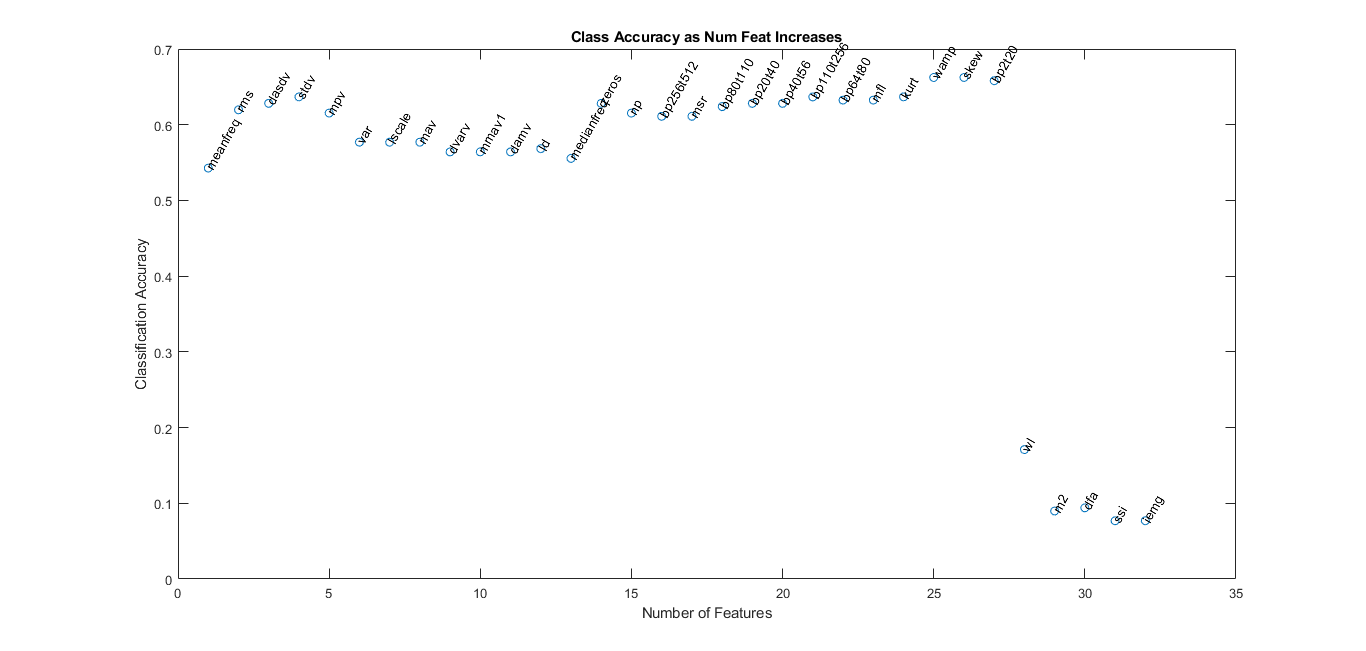 Class Accuracy as Num Feat Increases
Classification Accuracy
0.7
0.6
0.5
0.4
0.3
0.2
0.1
0
meanfreq
rms
dasdv
stdv
mpv
var
lscale
mav
dvarv
mmav1
damv
ld
medianfreq
zeros
np
bp256t512
msr
bp80t110
bp20t40
bp40t56
bp110t256
bp64t80
mfl
kurt
wamp
skew
bp2t20
wl
m2
dfa
ssi
iemg
0 5 10 15 20 25 30 35
Number of Features